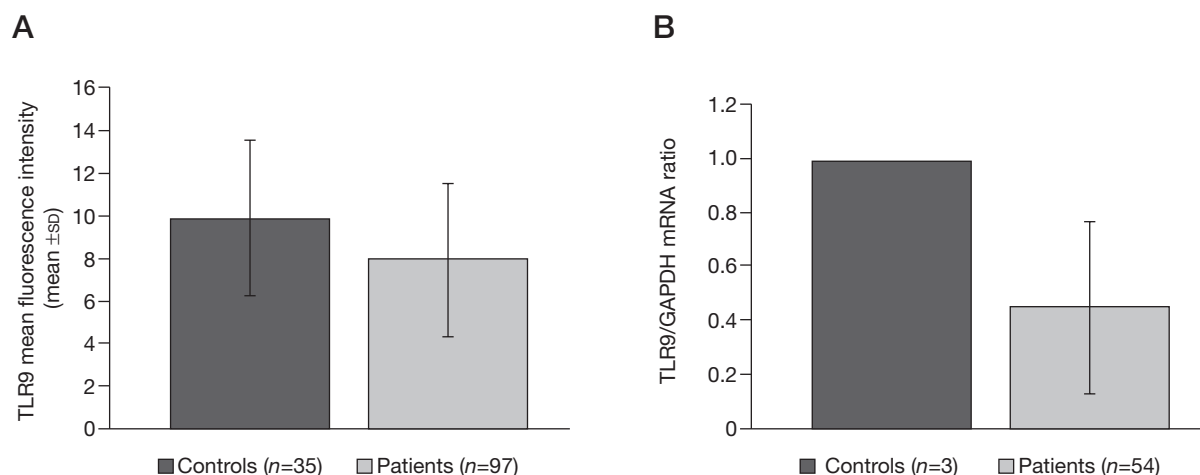 A
TLR9 mean fluorescence intensity
(mean ±SD)
16
14
12
10
8
6
4
2
0
Controls (n=35) Patients (n=97)
B
TLR9/GAPDH mRNA ratio
1.2
1.0
0.8
0.6
0.4
0.2
0
Controls (n=3) Patients (n=54)